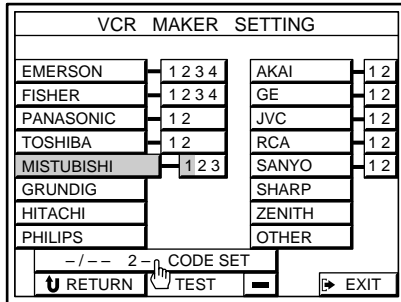 VCR MAKER SETTING
EMERSON 1 2 3 4 AKAI 1 2
FISHER 1 2 3 4 GE 1 2
PANASONIC 1 2 JVC 1 2
TOSHIBA 1 2 RCA 1 2
MISTUBISHI 1 2 3 SANYO 1 2
GRUNDIG SHARP
HITACHI ZENITH
PHILIPS OTHER
–/–– 2– CODE SET
RETURN TEST – EXIT